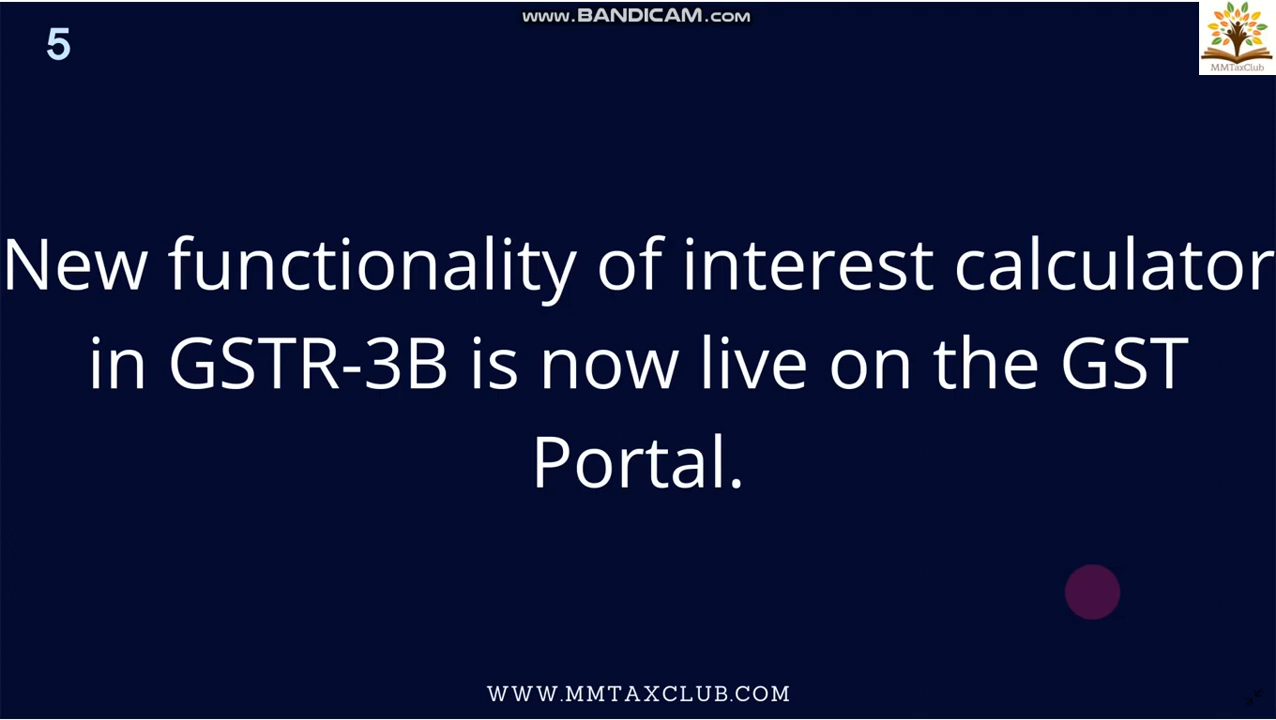 www.BANDICAM.com
5
MMTaxClub
New functionality of interest calculator
in GSTR-3B is now live on the GST
Portal.
WWW.MMTAXCLUB.COM